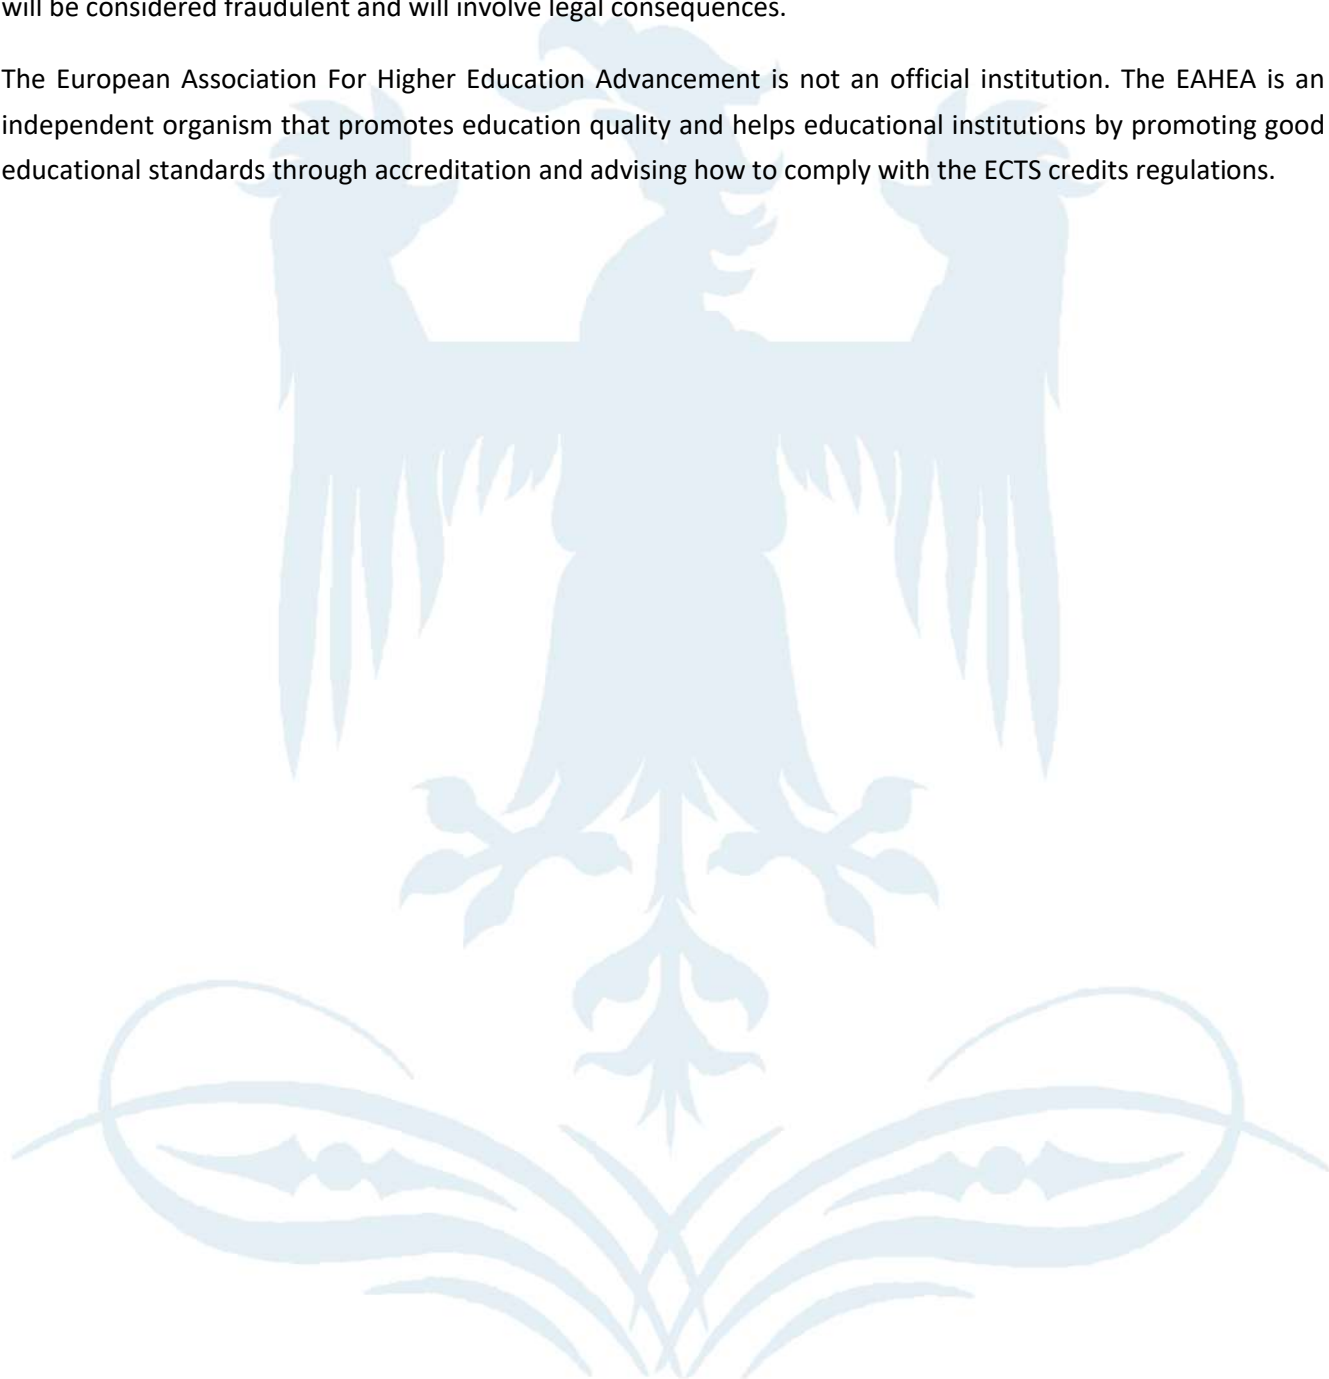 will be considered fraudulent and will involve legal consequences.
The European Association For Higher Education Advancement is not an official institution. The EAHEA is an
independent organism that promotes education quality and helps educational institutions by promoting good
educational standards through accreditation and advising how to comply with the ECTS credits regulations.